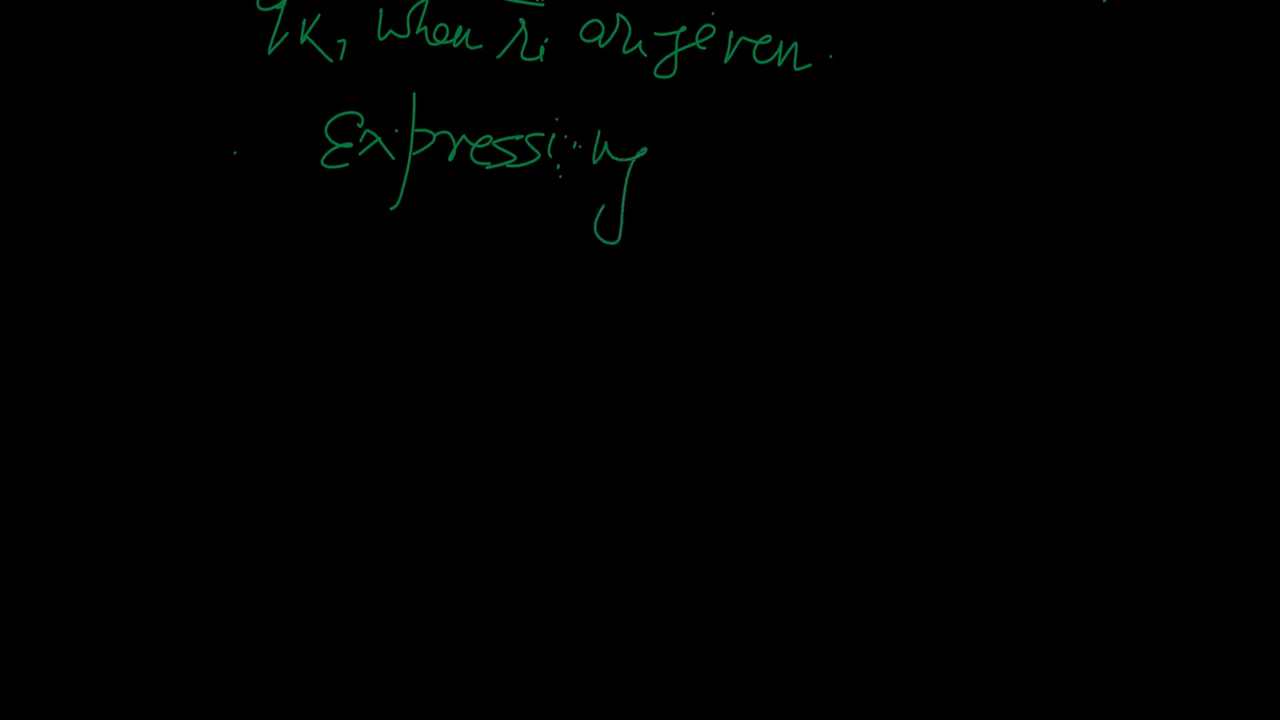 qk, when ri are given.
Expressing